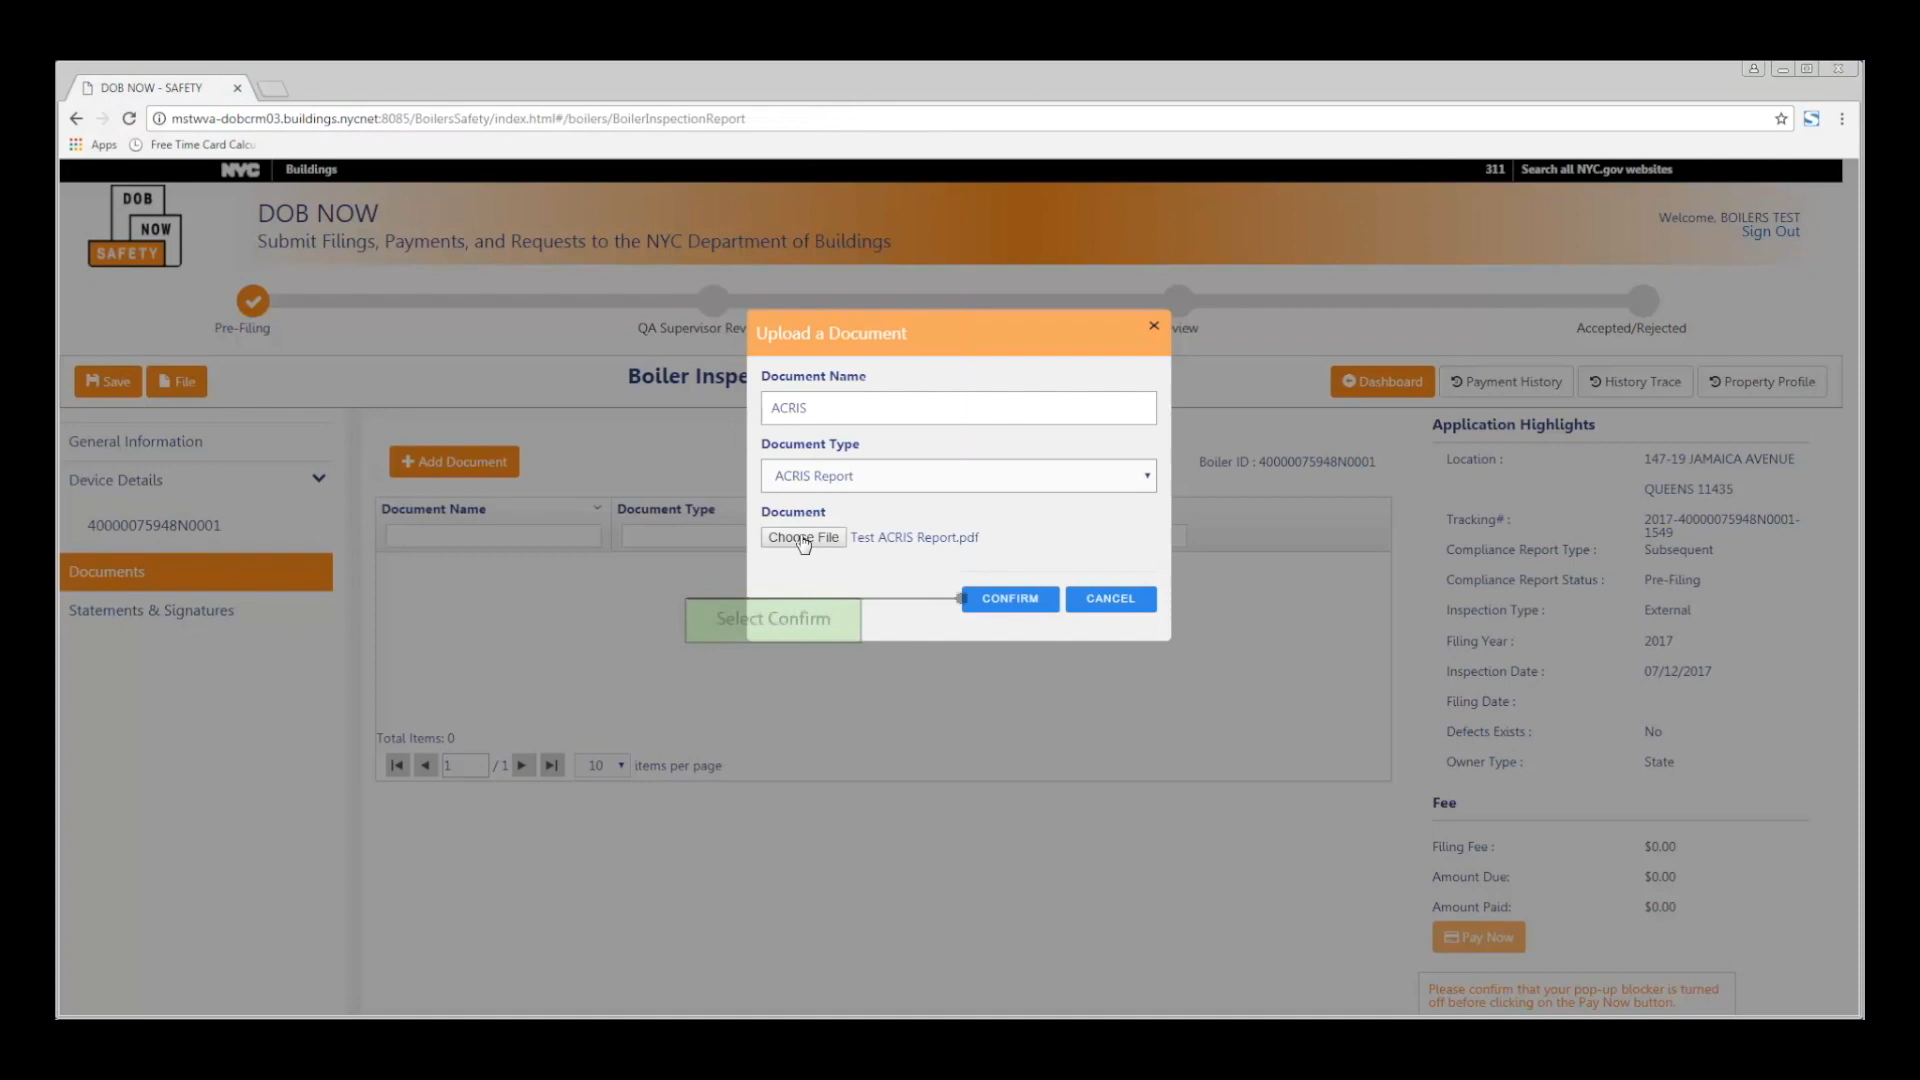 DOB NOW - SAFETY
mstwva-dobcrm03.buildings.nycnet:8085/BoilersSafety/index.html#/boilers/BoilerInspectionReport
Apps Free Time Card Calcu
NYC Buildings 311 Search all NYC.gov websites
DOB
NOW
SAFETY
DOB NOW
Submit Filings, Payments, and Requests to the NYC Department of Buildings
Welcome, BOILERS TEST
Sign Out
Pre-Filing
QA Supervisor Rev
view
Accepted/Rejected
Save
File
Boiler Inspe
Dashboard
Payment History
History Trace
Property Profile
General Information
Device Details
40000075948N0001
Documents
Statements & Signatures
Add Document
Boiler ID : 40000075948N0001
Document Name
Document Type
Total Items: 0
1 / 1 10 items per page
Upload a Document
Document Name
ACRIS
Document Type
ACRIS Report
Document
Choose File Test ACRIS Report.pdf
CONFIRM
CANCEL
Select Confirm
Application Highlights
Location : 147-19 JAMAICA AVENUE
QUEENS 11435
Tracking# : 2017-40000075948N0001-
1549
Compliance Report Type : Subsequent
Compliance Report Status : Pre-Filing
Inspection Type : External
Filing Year : 2017
Inspection Date : 07/12/2017
Filing Date :
Defects Exists : No
Owner Type : State
Fee
Filing Fee : $0.00
Amount Due: $0.00
Amount Paid: $0.00
Pay Now
Please confirm that your pop-up blocker is turned
off before clicking on the Pay Now button.